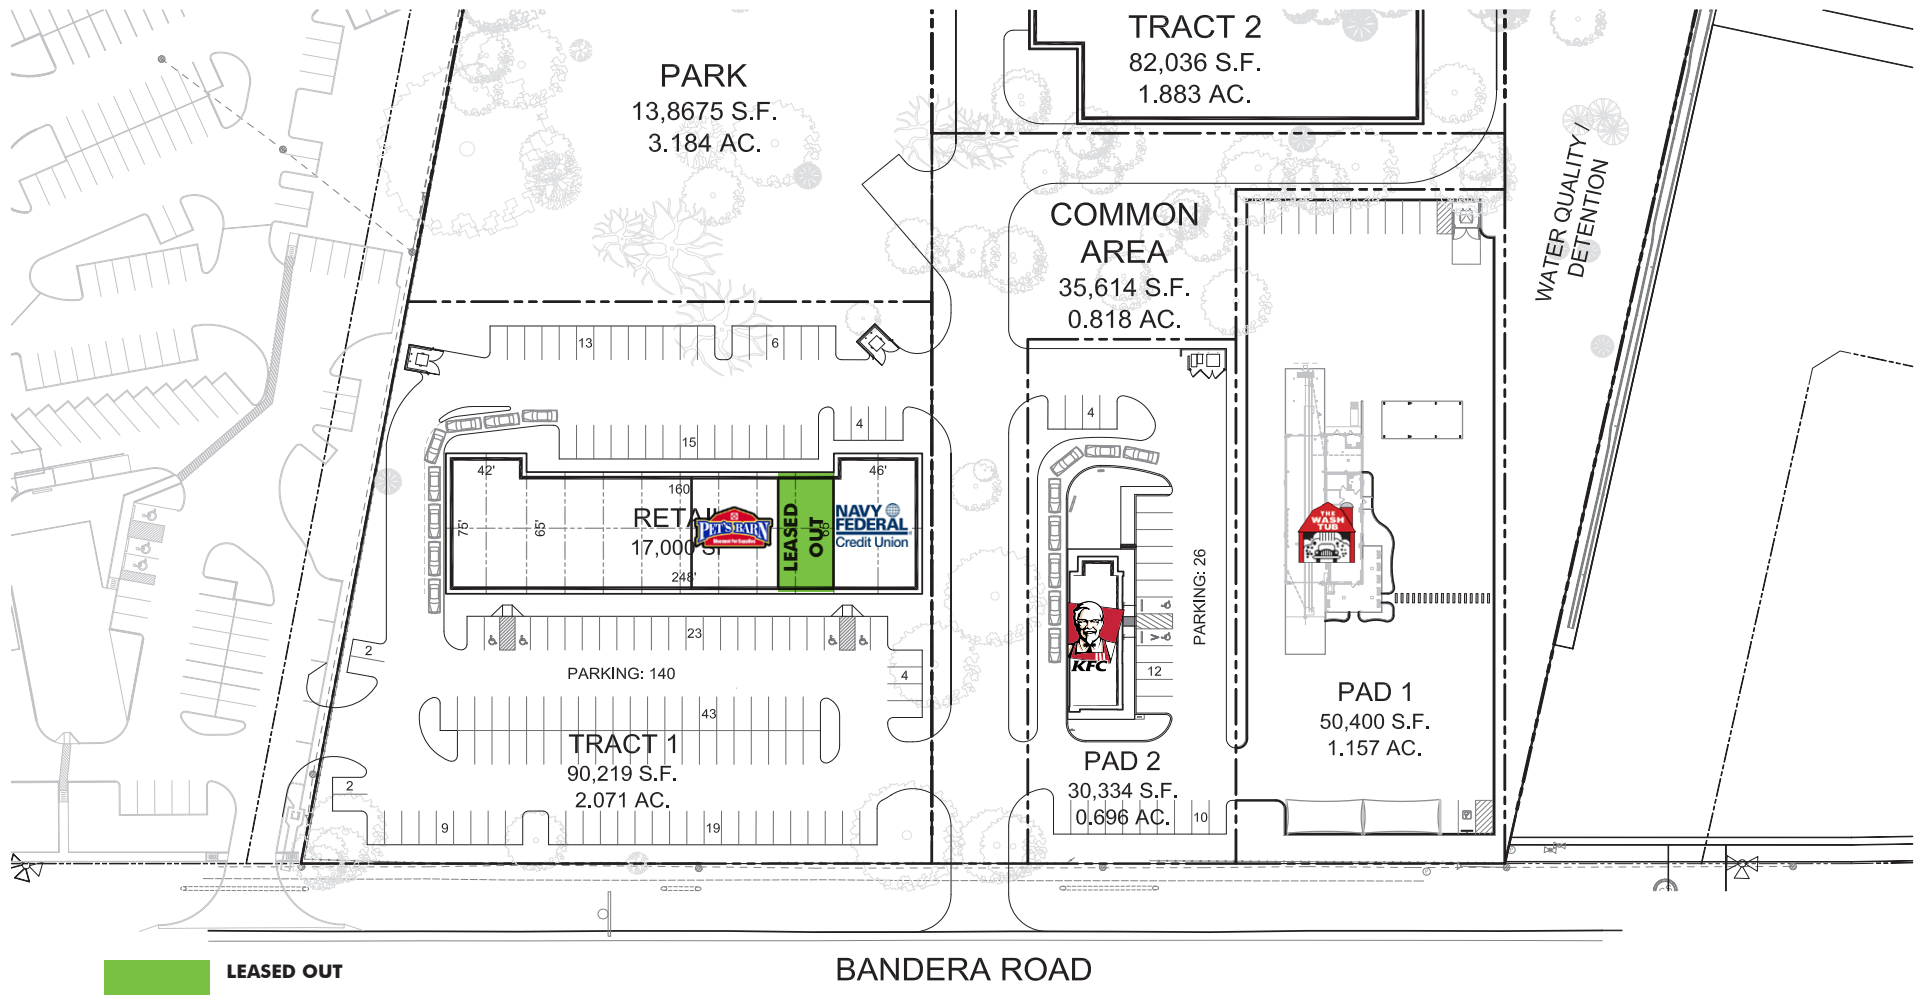 TRACT 2
82,036 S.F.
1.883 AC.
PARK
13,8675 S.F.
3.184 AC.
WATER QUALITY /
DETENTION
COMMON
AREA
35,614 S.F.
0.818 AC.
13
6
4
15
4
42'
46'
160'
75'
65'
RETAIL
17,000 SF
248'
PET'S BARN
Discount Pet Supplies
LEASED
OUT
NAVY
FEDERAL
Credit Union
THE
WASH
TUB
PARKING: 26
KFC
12
2
23
PARKING: 140
4
43
TRACT 1
90,219 S.F.
2.071 AC.
2
9
19
PAD 2
30,334 S.F.
0.696 AC.
10
PAD 1
50,400 S.F.
1.157 AC.
LEASED OUT
BANDERA ROAD